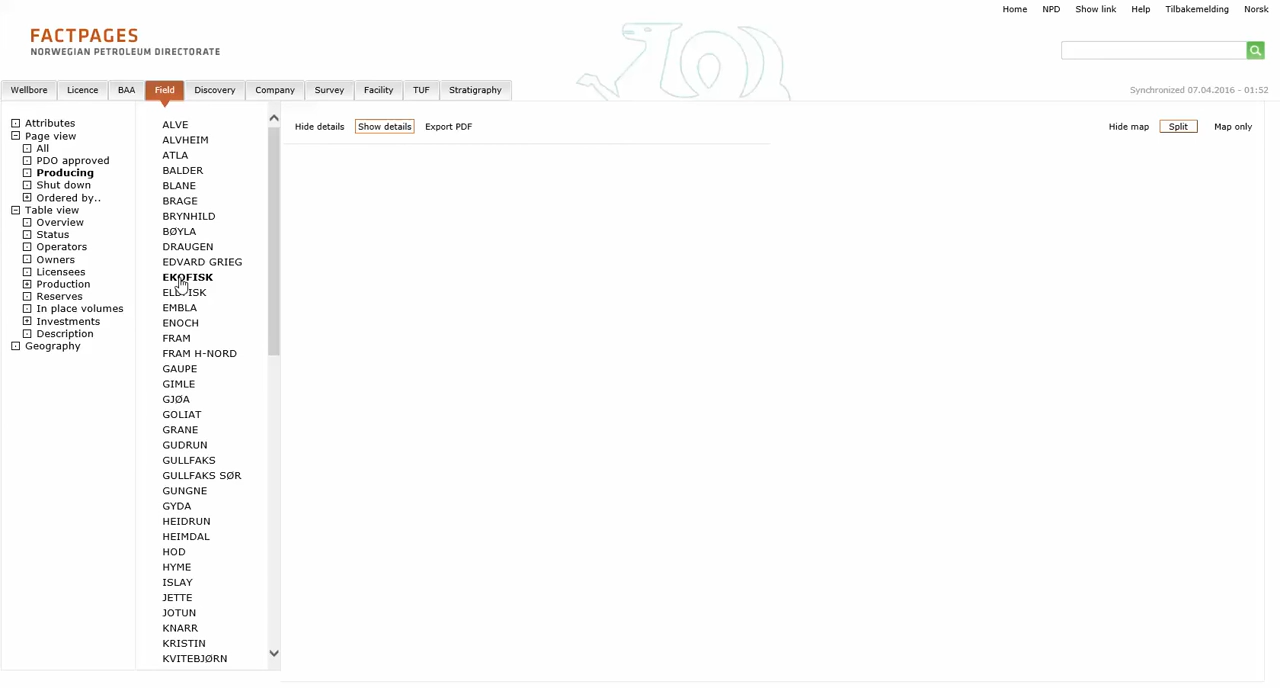 Home NPD Show link Help Tilbakemelding Norsk
FACTPAGES
NORWEGIAN PETROLEUM DIRECTORATE
Wellbore Licence BAA Field Discovery Company Survey Facility TUF Stratigraphy
Synchronized 07.04.2016 - 01:52
Attributes
Page view
All
PDO approved
Producing
Shut down
Ordered by..
Table view
Overview
Status
Operators
Owners
Licensees
Production
Reserves
In place volumes
Investments
Description
Geography
ALVE
ALVHEIM
ATLA
BALDER
BLANE
BRAGE
BRYNHILD
BØYLA
DRAUGEN
EDVARD GRIEG
EKOFISK
ELDFISK
EMBLA
ENOCH
FRAM
FRAM H-NORD
GAUPE
GIMLE
GJØA
GOLIAT
GRANE
GUDRUN
GULLFAKS
GULLFAKS SØR
GUNGNE
GYDA
HEIDRUN
HEIMDAL
HOD
HYME
ISLAY
JETTE
JOTUN
KNARR
KRISTIN
KVITEBJØRN
Hide details Show details Export PDF
Hide map Split Map only